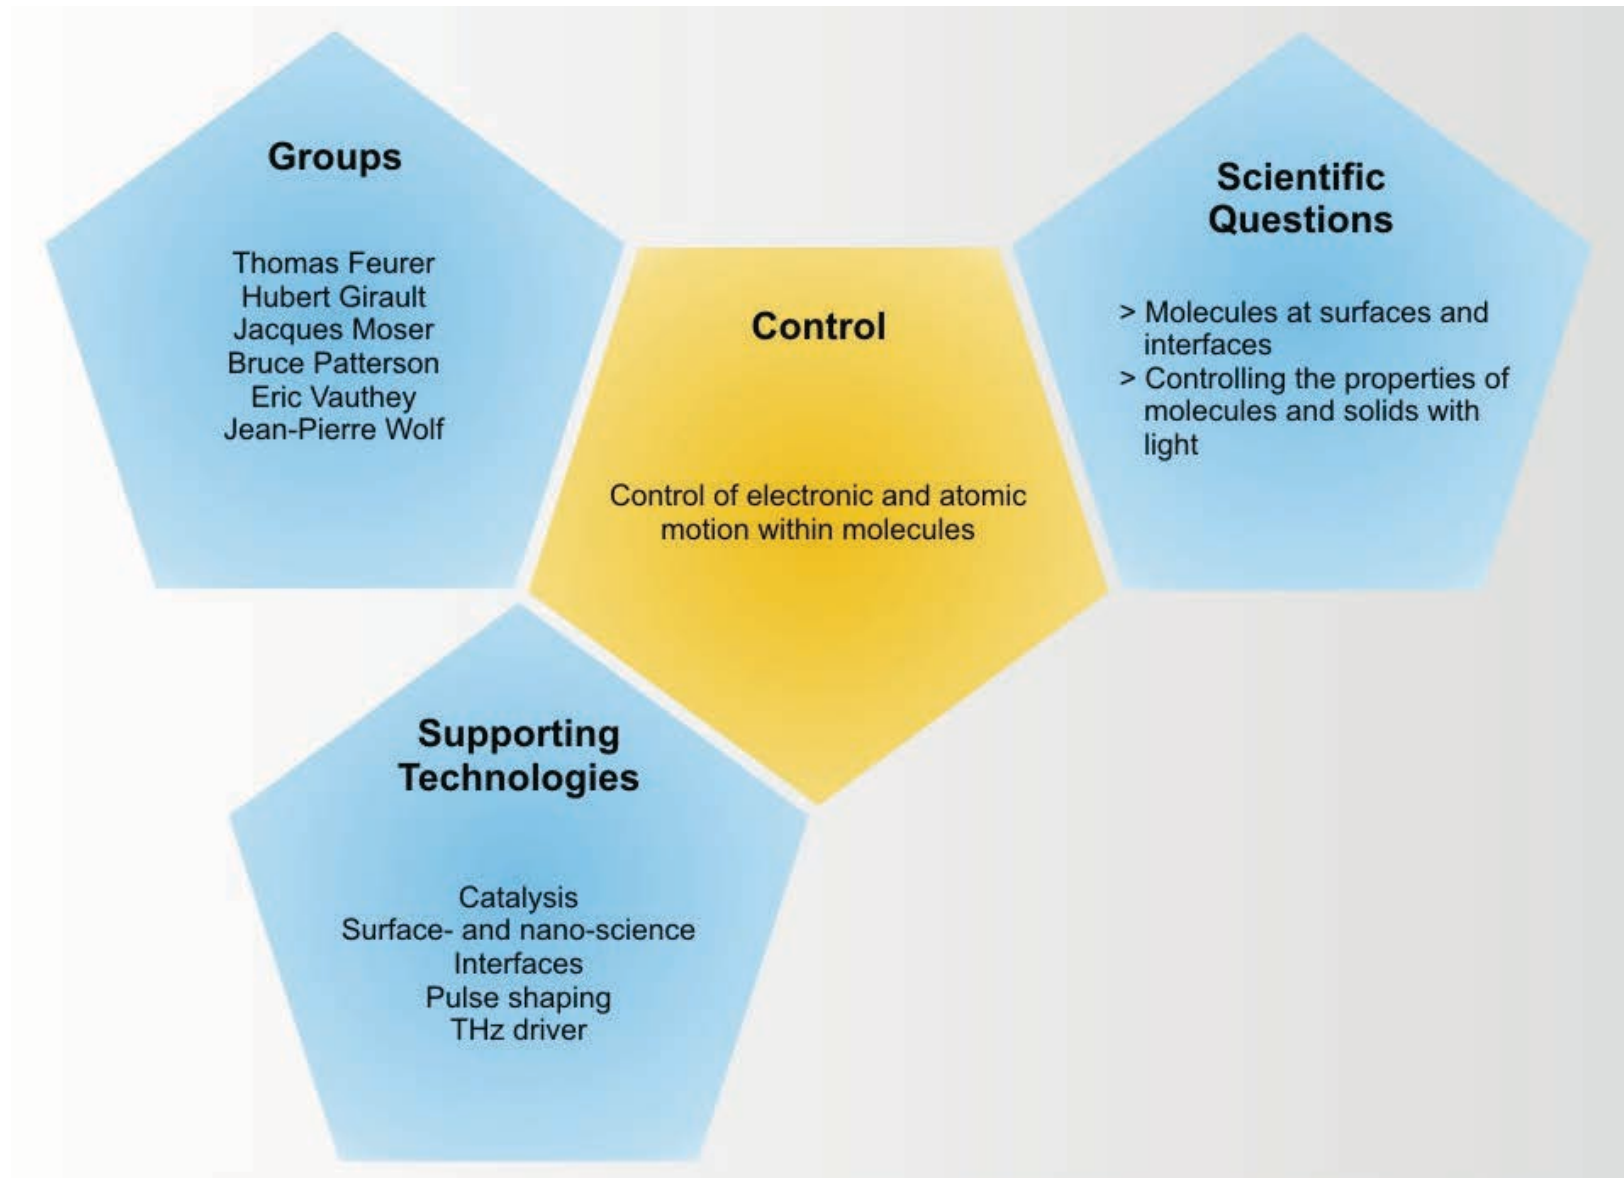 Groups
Thomas Feurer
Hubert Girault
Jacques Moser
Bruce Patterson
Eric Vauthey
Jean-Pierre Wolf
Control
Control of electronic and atomic
motion within molecules
Scientific
Questions
> Molecules at surfaces and
interfaces
> Controlling the properties of
molecules and solids with
light
Supporting
Technologies
Catalysis
Surface- and nano-science
Interfaces
Pulse shaping
THz driver